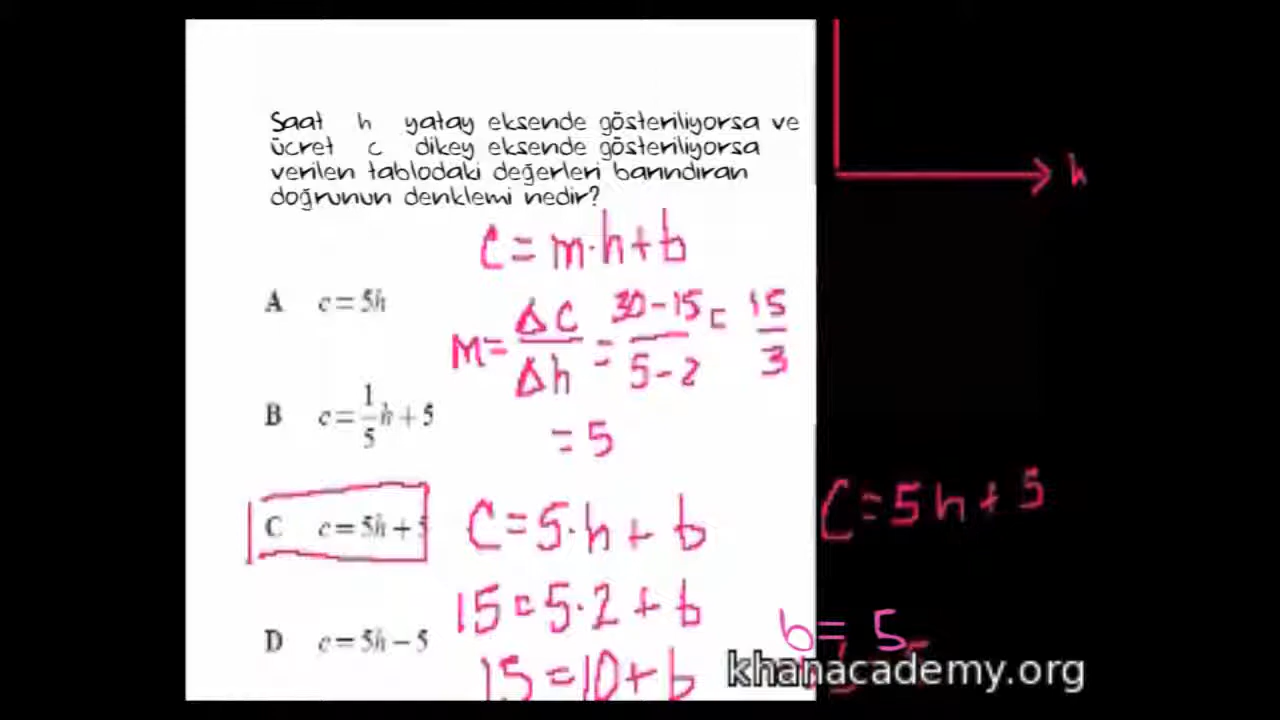 Saat h yatay eksende gösteriliyorsa ve
ücret c dikey eksende gösteriliyorsa
verilen tablodaki değerleri barındıran
doğrunun denklemi nedir?
h
C = m·h + b
A c = 5h
m = ΔC/Δh = 30-15/5-2 = 15/3
= 5
B c = 1/5 h + 5
C = 5h + 5
C c = 5h + 5
C = 5·h + b
15 = 5·2 + b
b = 5
D c = 5h - 5
15 = 10 + b
khanacademy.org